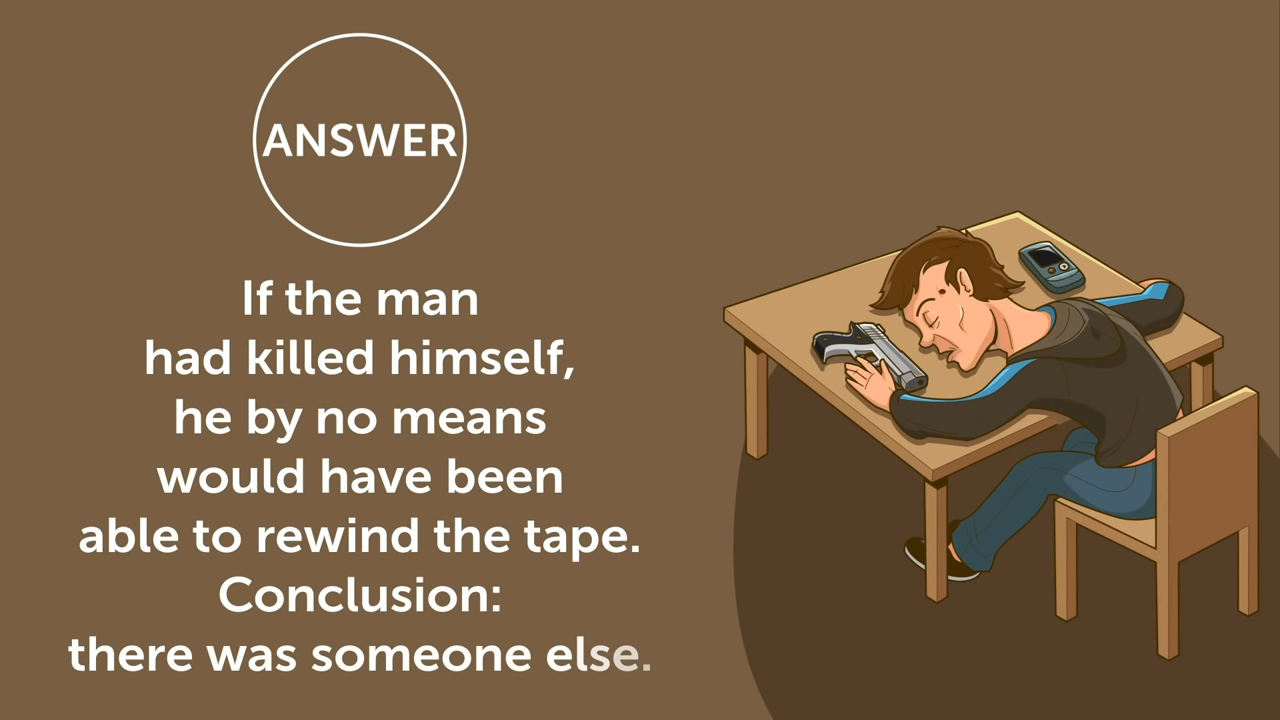 ANSWER
If the man
had killed himself,
he by no means
would have been
able to rewind the tape.
Conclusion:
there was someone else.